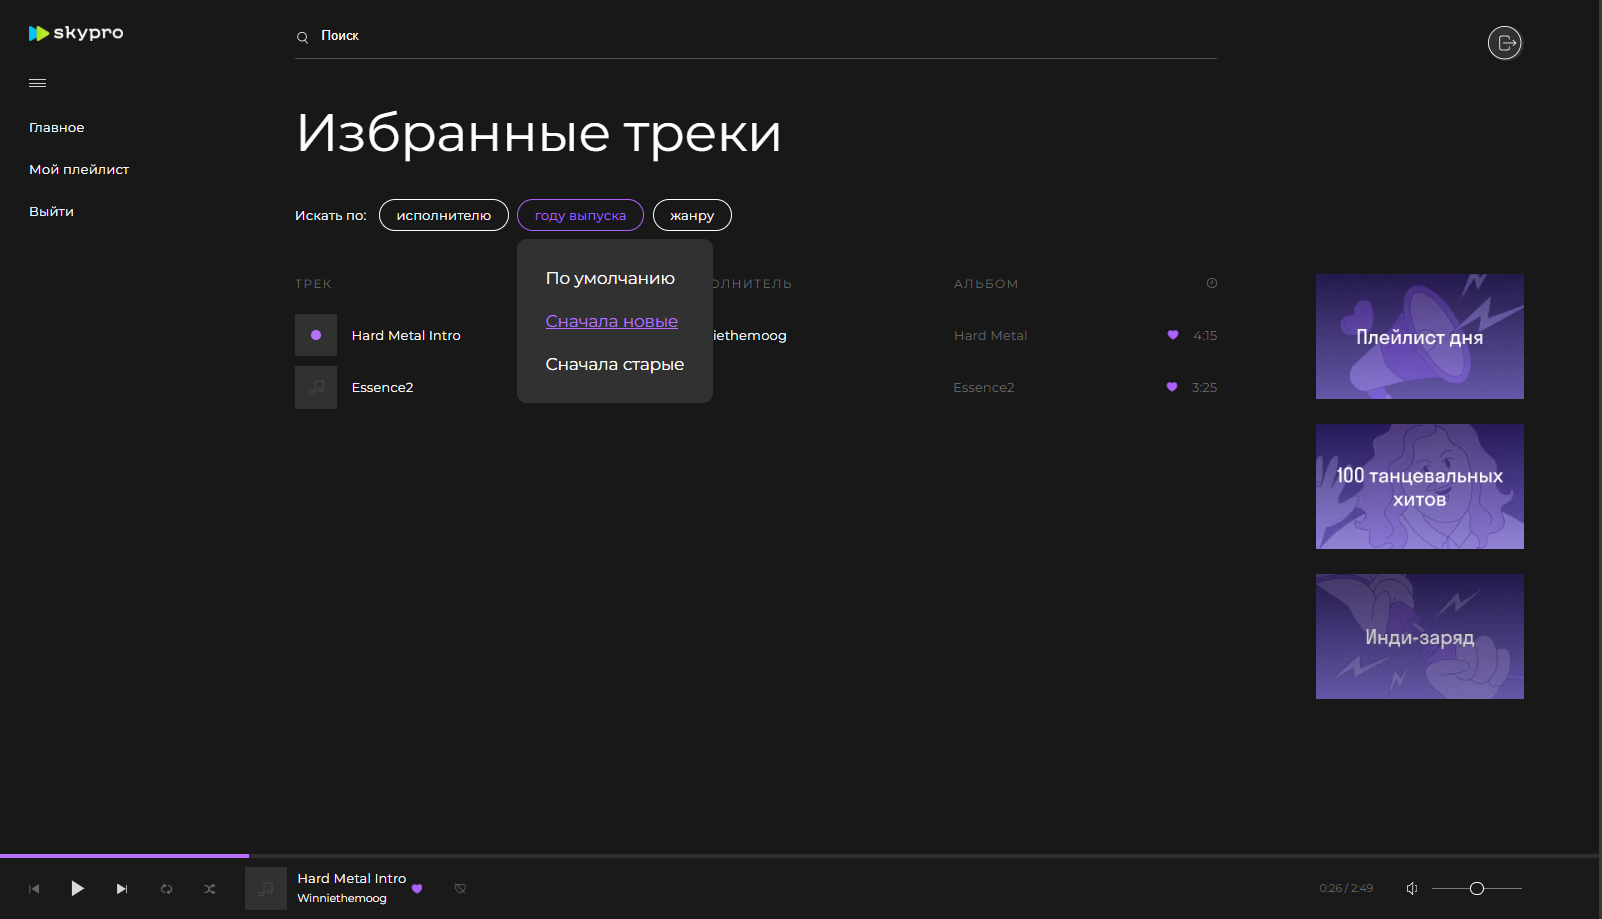 skypro
Поиск
Главное
Мой плейлист
Выйти
Избранные треки
Искать по: исполнителю году выпуска жанру
По умолчанию
Сначала новые
Сначала старые
ТРЕК ОЛНИТЕЛЬ АЛЬБОМ
Hard Metal Intro iethemoog Hard Metal 4:15
Essence2 Essence2 3:25
Плейлист дня
100 танцевальных
хитов
Инди-заряд
Hard Metal Intro
Winniethemoog
0:26 / 2:49